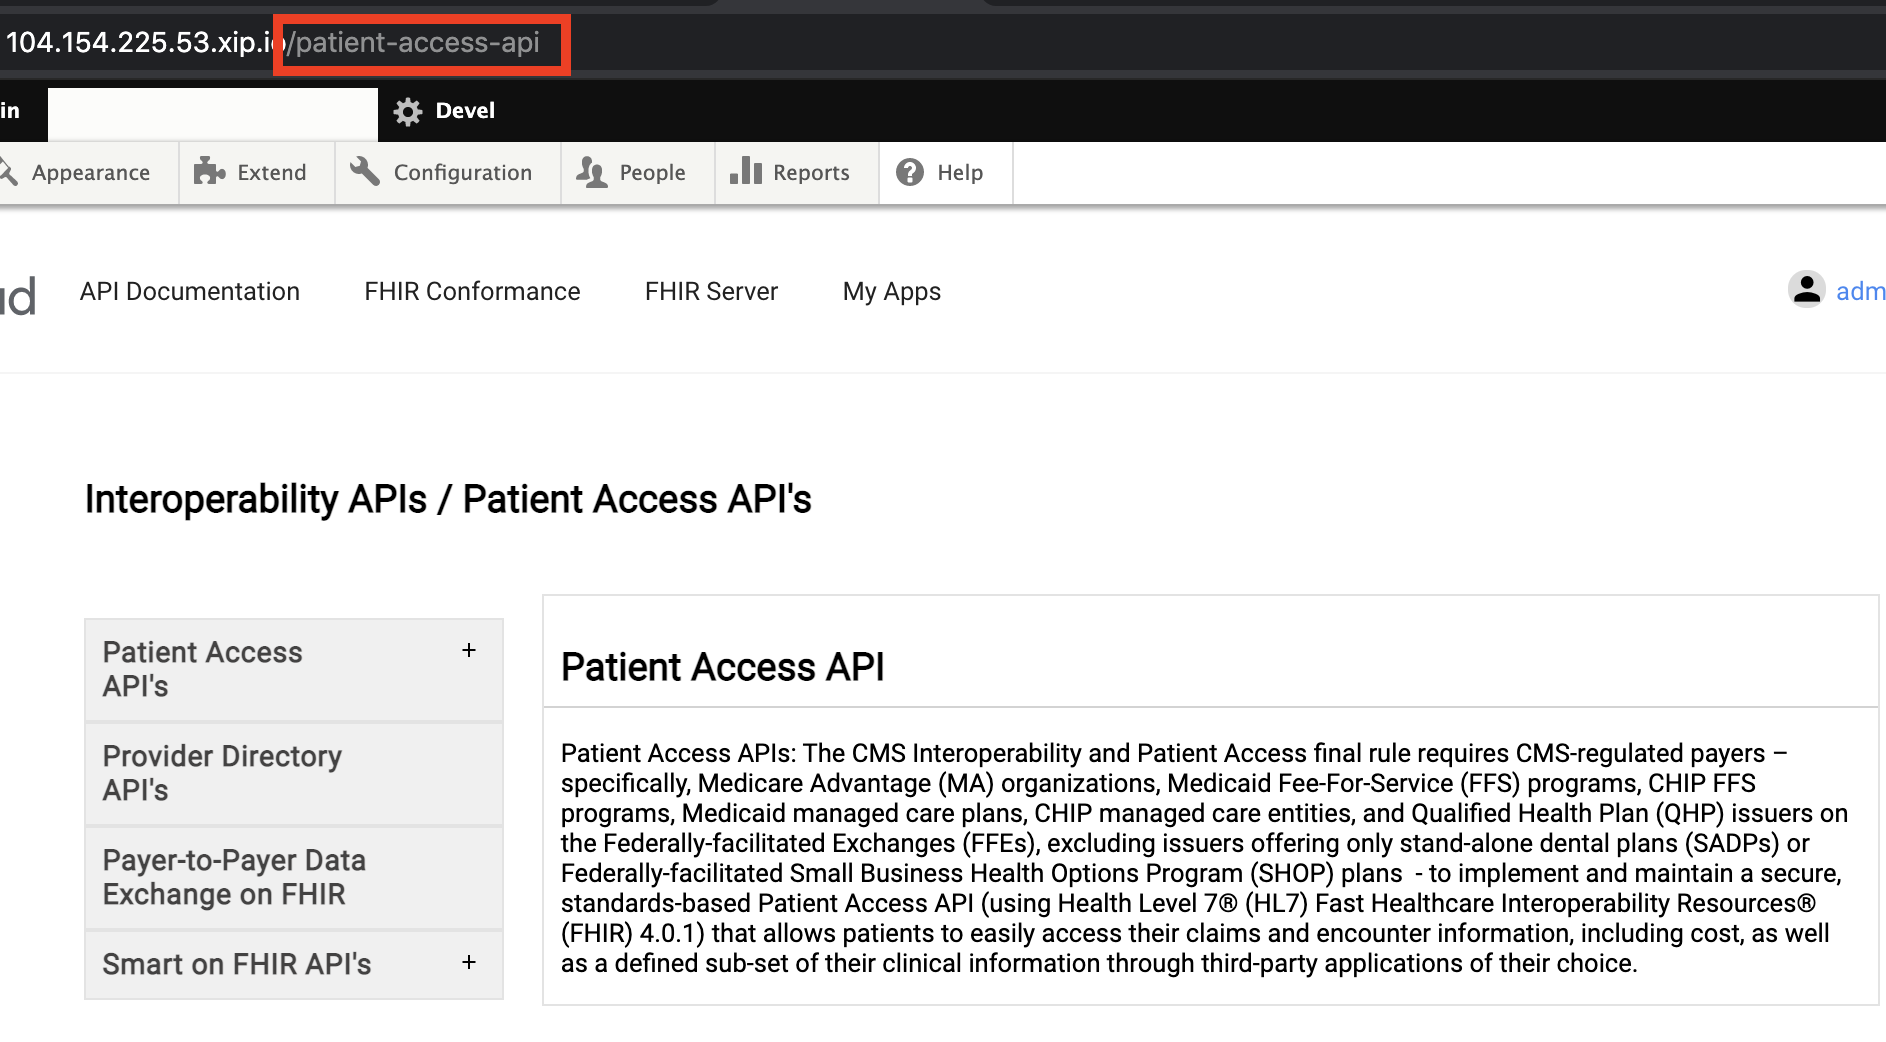 104.154.225.53.xip.io/patient-access-api
in
Devel
Appearance
Extend
Configuration
People
Reports
Help
ud
API Documentation
FHIR Conformance
FHIR Server
My Apps
adm
Interoperability APIs / Patient Access API's
Patient Access
API's
+
Provider Directory
API's
Payer-to-Payer Data
Exchange on FHIR
Smart on FHIR API's
+
Patient Access API
Patient Access APIs: The CMS Interoperability and Patient Access final rule requires CMS-regulated payers –
specifically, Medicare Advantage (MA) organizations, Medicaid Fee-For-Service (FFS) programs, CHIP FFS
programs, Medicaid managed care plans, CHIP managed care entities, and Qualified Health Plan (QHP) issuers on
the Federally-facilitated Exchanges (FFEs), excluding issuers offering only stand-alone dental plans (SADPs) or
Federally-facilitated Small Business Health Options Program (SHOP) plans  - to implement and maintain a secure,
standards-based Patient Access API (using Health Level 7® (HL7) Fast Healthcare Interoperability Resources®
(FHIR) 4.0.1) that allows patients to easily access their claims and encounter information, including cost, as well
as a defined sub-set of their clinical information through third-party applications of their choice.